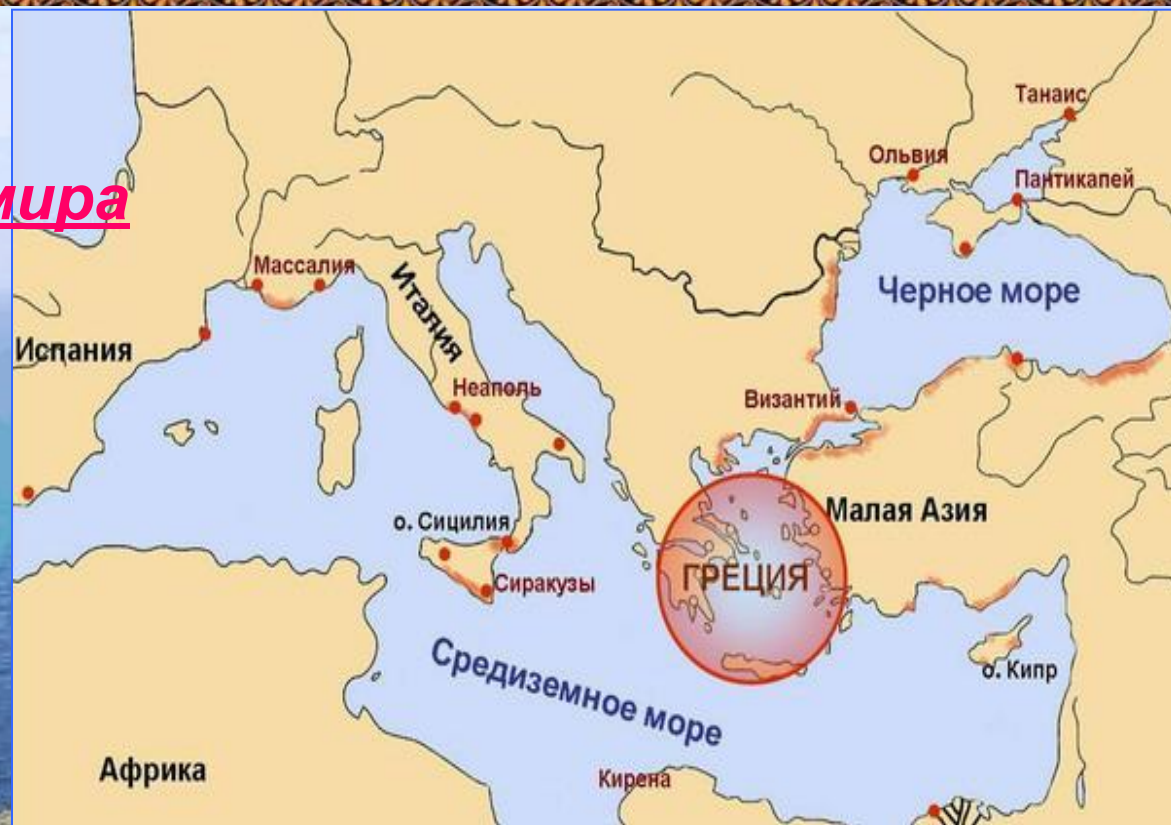 Танаис
Ольвия
Пантикапей
мира
Массалия
Италия
Черное море
Испания
Неаполь
Византий
Малая Азия
о. Сицилия
ГРЕЦИЯ
Сиракузы
Средиземное море
о. Кипр
Африка
Кирена